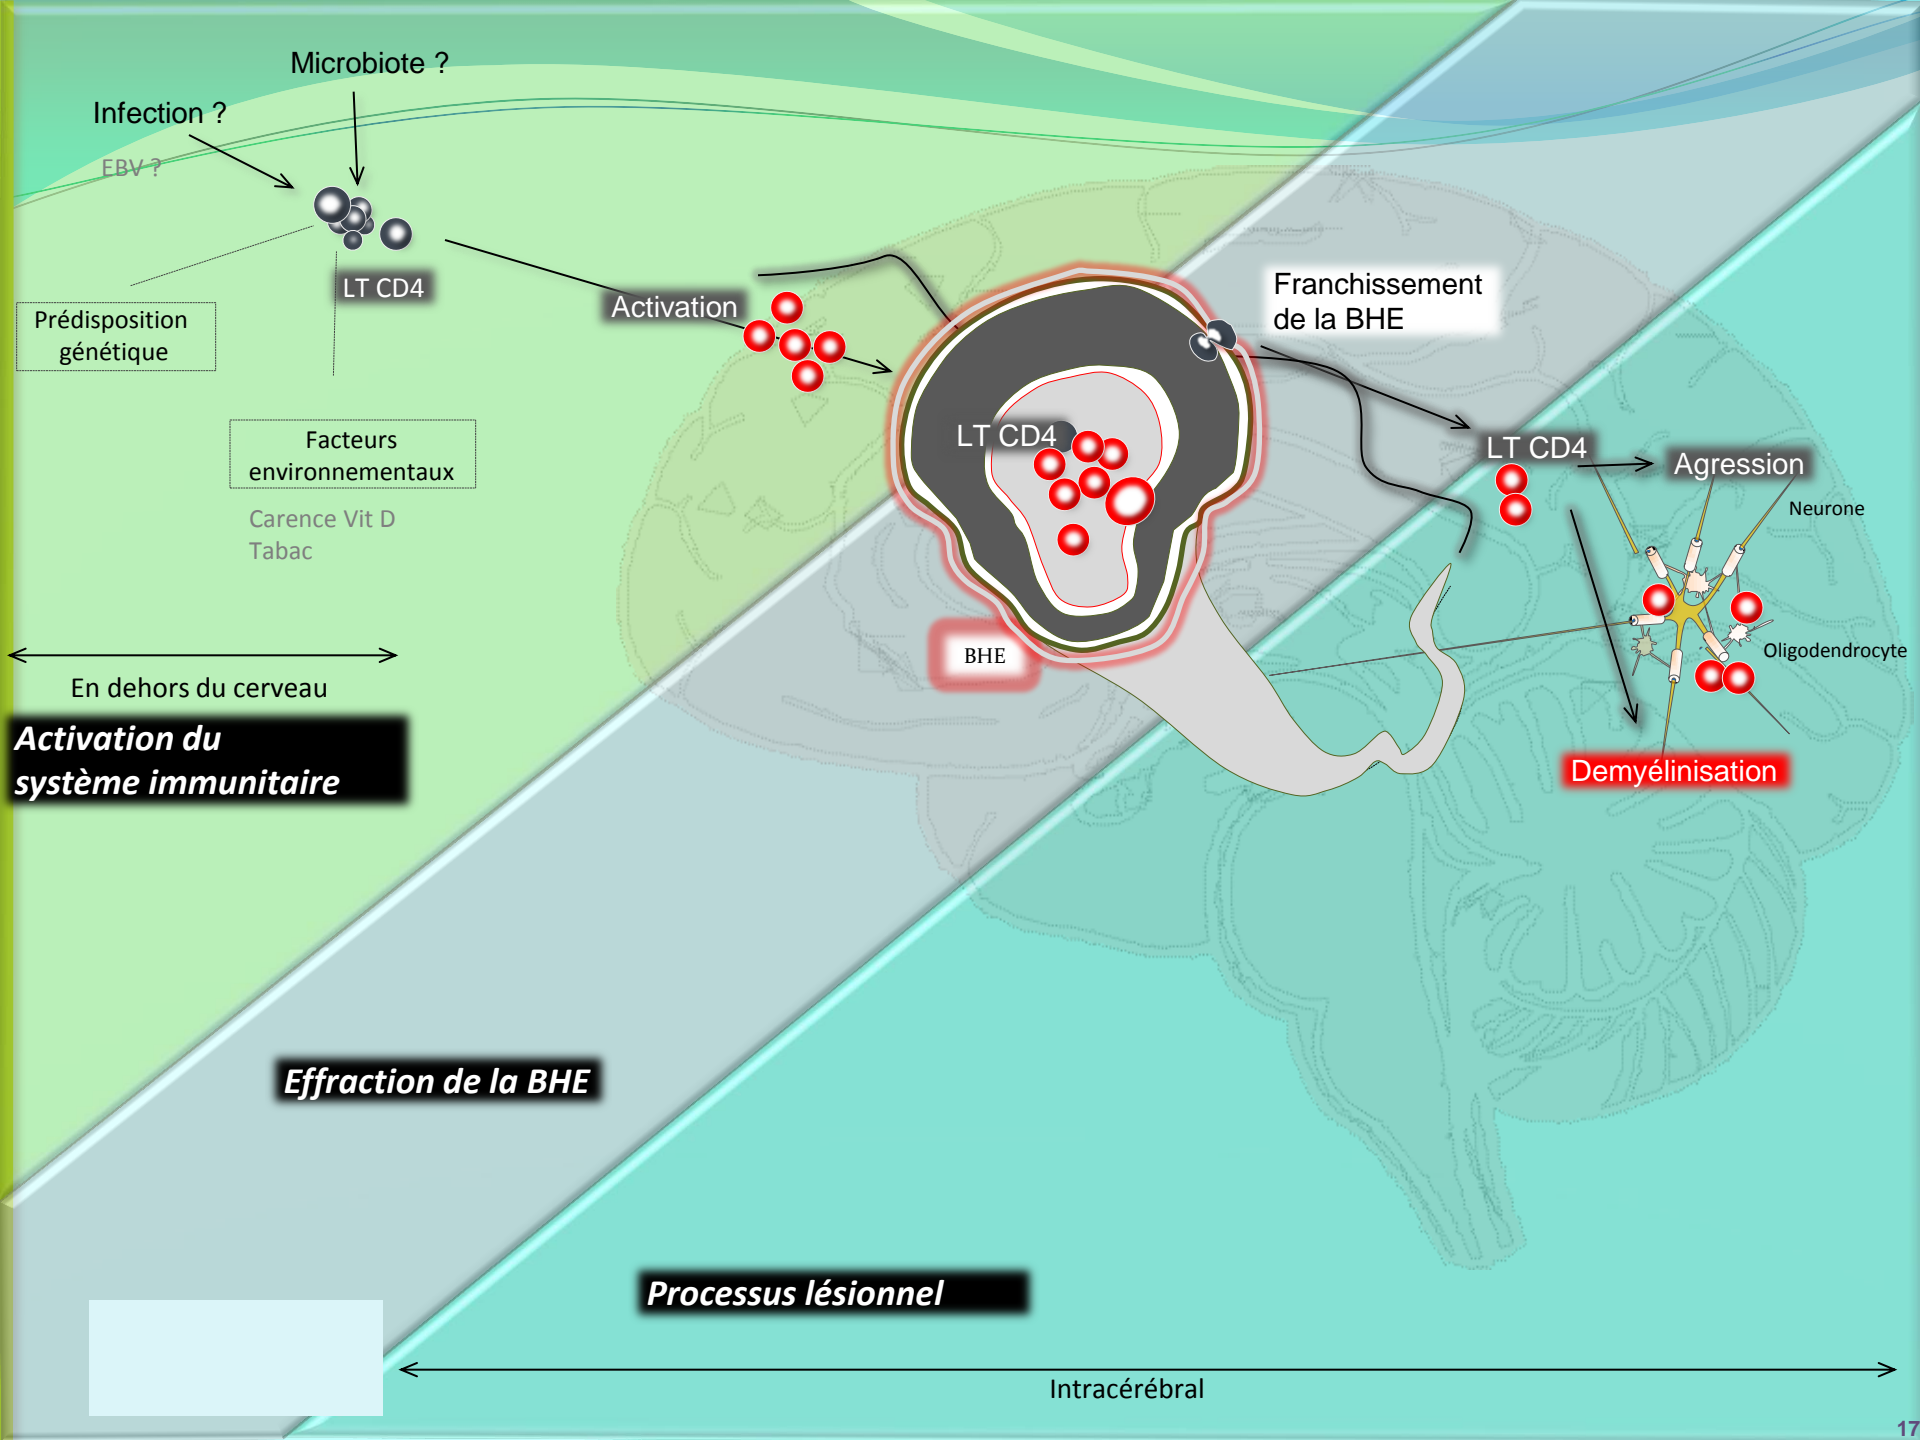 Microbiote ?
Infection ?
EBV ?
LT CD4
Prédisposition
génétique
Activation
Facteurs
environnementaux
Carence Vit D
Tabac
Franchissement
de la BHE
LT CD4
LT CD4
Agression
Neurone
Oligodendrocyte
BHE
Demyélinisation
En dehors du cerveau
Activation du
système immunitaire
Effraction de la BHE
Processus lésionnel
Intracérébral
17